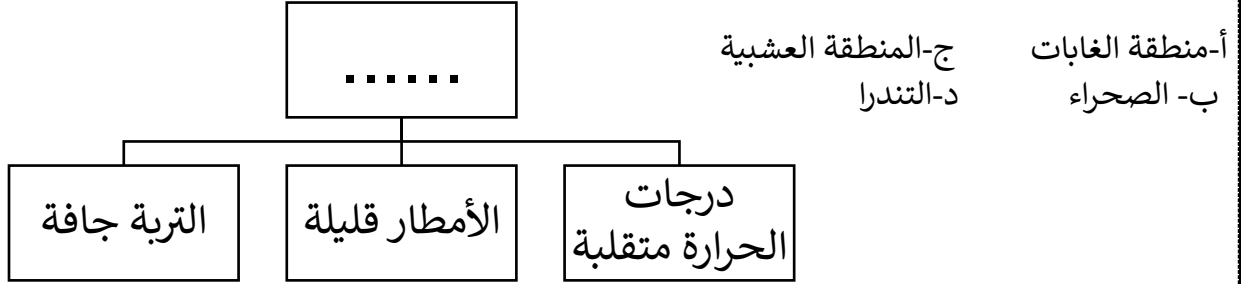 أ-منطقة الغابات ج-المنطقة العشبية
ب- الصحراء د-التندرا
......
درجات
الحرارة متقلبة
الأمطار قليلة
التربة جافة